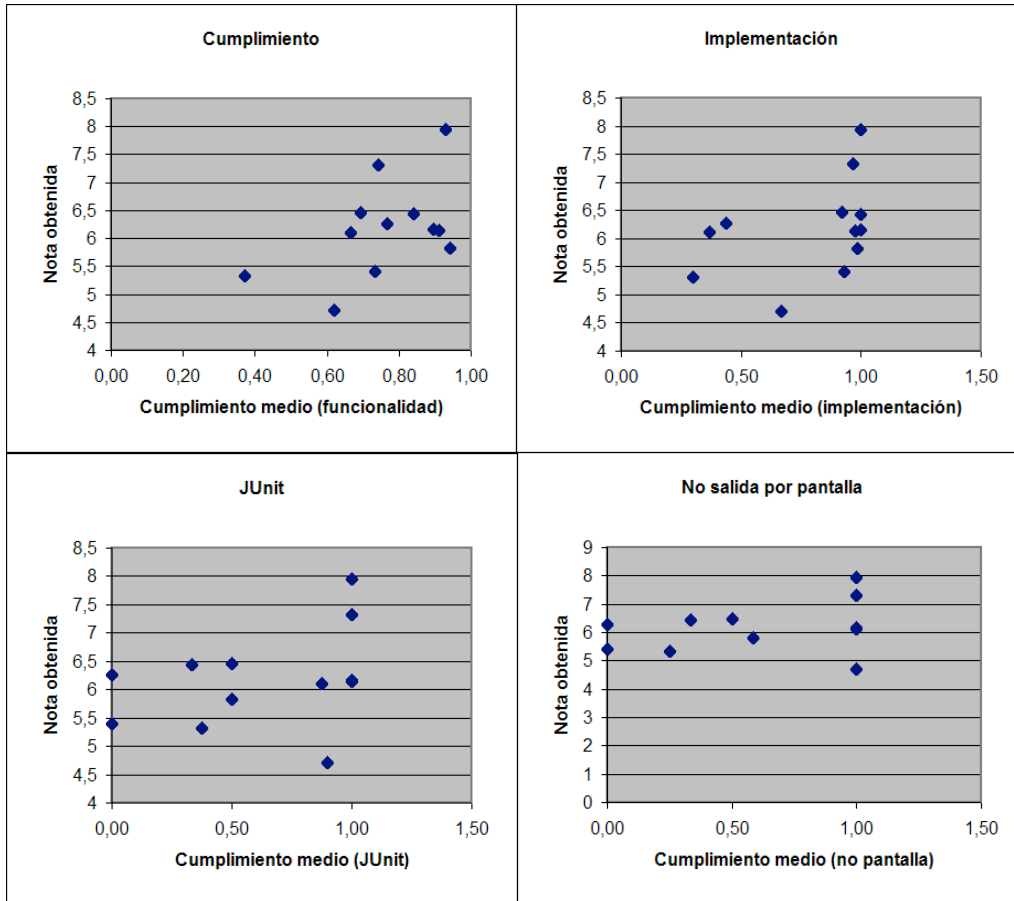 Cumplimiento
Nota obtenida
8,5
8
7,5
7
6,5
6
5,5
5
4,5
4
0,00 0,20 0,40 0,60 0,80 1,00
Cumplimiento medio (funcionalidad)
Implementación
Nota obtenida
8,5
8
7,5
7
6,5
6
5,5
5
4,5
4
0,00 0,50 1,00 1,50
Cumplimiento medio (implementación)
JUnit
Nota obtenida
8,5
8
7,5
7
6,5
6
5,5
5
4,5
4
0,00 0,50 1,00 1,50
Cumplimiento medio (JUnit)
No salida por pantalla
Nota obtenida
9
8
7
6
5
4
3
2
1
0
0,00 0,50 1,00 1,50
Cumplimiento medio (no pantalla)